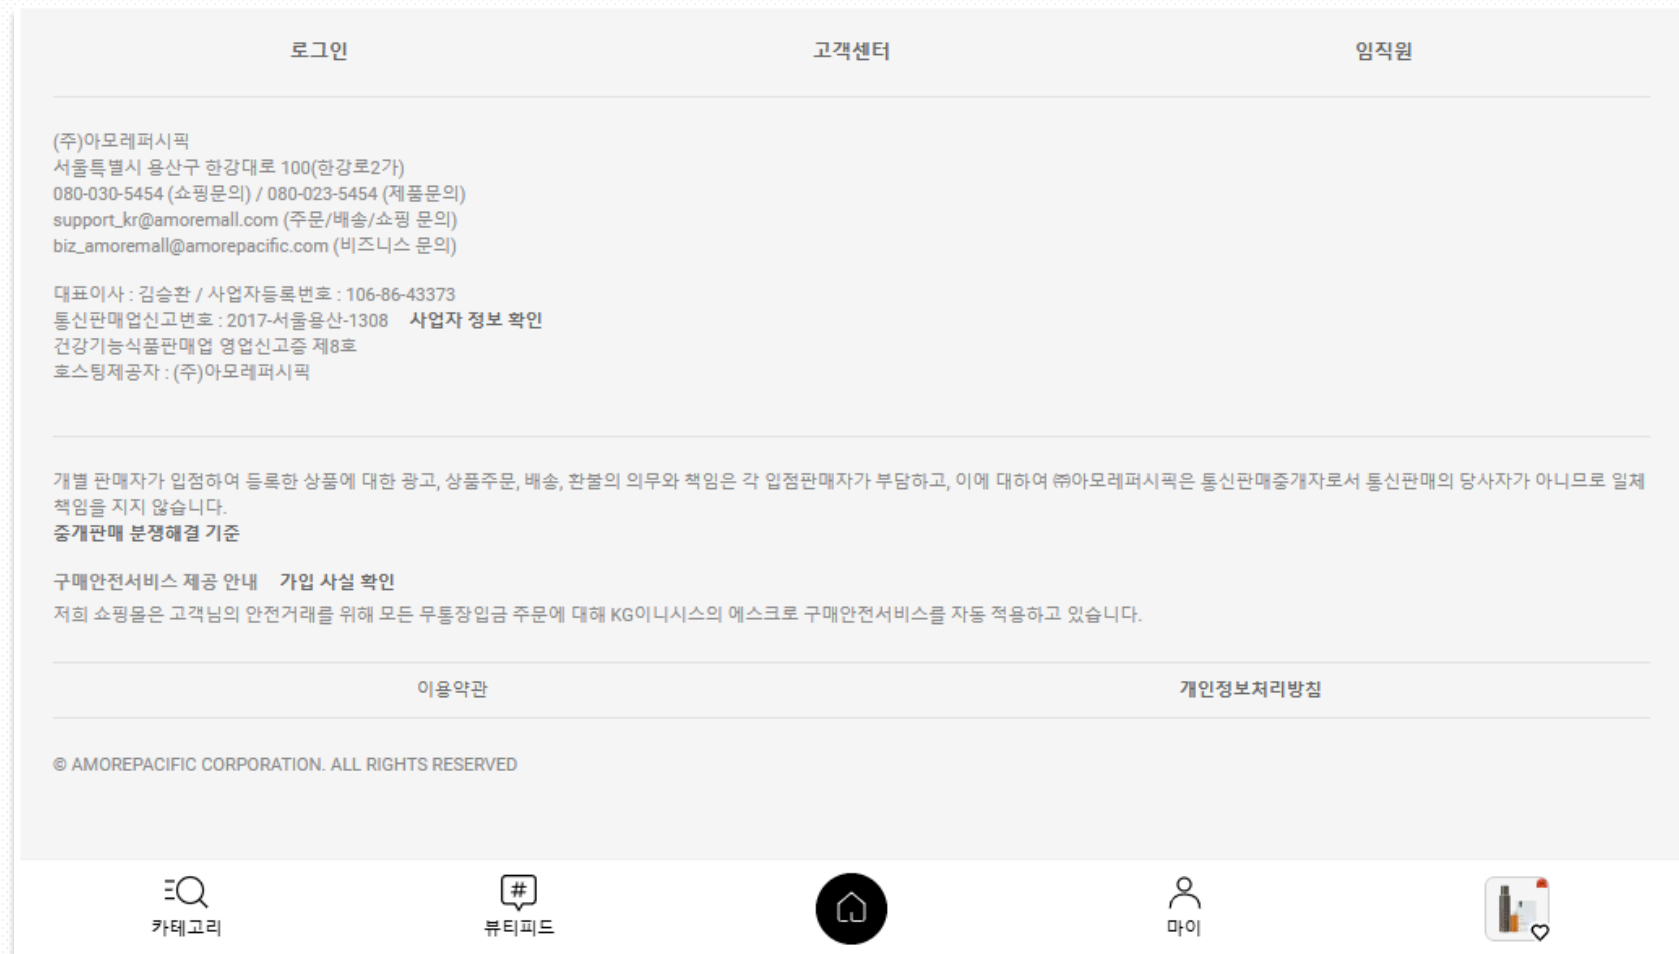 로그인
고객센터
임직원
(주)아모레퍼시픽
서울특별시 용산구 한강대로 100(한강로2가)
080-030-5454 (쇼핑문의) / 080-023-5454 (제품문의)
support_kr@amoremall.com (주문/배송/쇼핑 문의)
biz_amoremall@amorepacific.com (비즈니스 문의)
대표이사 : 김승환 / 사업자등록번호 : 106-86-43373
통신판매업신고번호 : 2017-서울용산-1308 사업자 정보 확인
건강기능식품판매업 영업신고증 제8호
호스팅제공자 : (주)아모레퍼시픽
개별 판매자가 입점하여 등록한 상품에 대한 광고, 상품주문, 배송, 환불의 의무와 책임은 각 입점판매자가 부담하고, 이에 대하여 ㈜아모레퍼시픽은 통신판매중개자로서 통신판매의 당사자가 아니므로 일체
책임을 지지 않습니다.
중개판매 분쟁해결 기준
구매안전서비스 제공 안내 가입 사실 확인
저희 쇼핑몰은 고객님의 안전거래를 위해 모든 무통장입금 주문에 대해 KG이니시스의 에스크로 구매안전서비스를 자동 적용하고 있습니다.
이용약관
개인정보처리방침
© AMOREPACIFIC CORPORATION. ALL RIGHTS RESERVED
#
카테고리
뷰티피드
마이